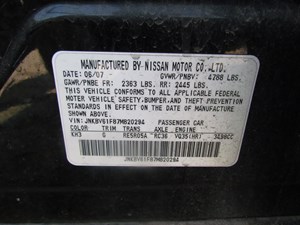 MANUFACTURED BY NISSAN MOTOR CO.,LTD.
DATE 06/07 GVWR/PNBV: 4788 LBS.
GAWR/PNBE FR: 2363 LBS. RR: 2445 LBS.
THIS VEHICLE CONFORMS TO ALL APPLICABLE FEDERAL
MOTOR VEHICLE SAFETY, BUMPER, AND THEFT PREVENTION
STANDARDS IN EFFECT ON THE DATE OF MANUFACTURE
SHOWN ABOVE.
VIN: JNKBV61F87M820294 PASSENGER CAR
COLOR TRIM TRANS AXLE ENGINE
KH3 G RE5R05A RC36 VQ35(HR) 3498CC
JNKBV61F87M820294